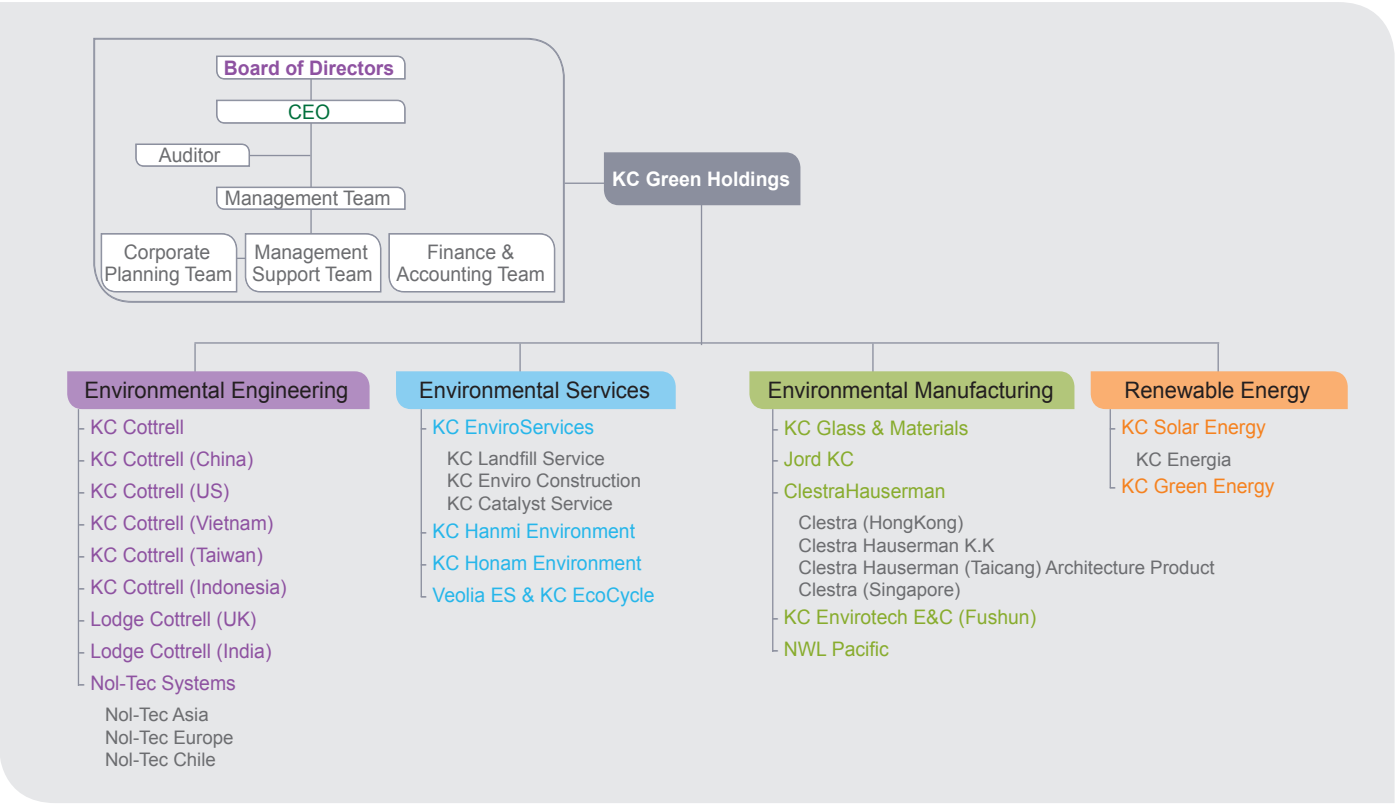 Board of Directors
CEO
Auditor
Management Team
Corporate
Planning Team
Management
Support Team
Finance &
Accounting Team
KC Green Holdings
Environmental Engineering
- KC Cottrell
- KC Cottrell (China)
- KC Cottrell (US)
- KC Cottrell (Vietnam)
- KC Cottrell (Taiwan)
- KC Cottrell (Indonesia)
- Lodge Cottrell (UK)
- Lodge Cottrell (India)
- Nol-Tec Systems
Nol-Tec Asia
Nol-Tec Europe
Nol-Tec Chile
Environmental Services
- KC EnviroServices
KC Landfill Service
KC Enviro Construction
KC Catalyst Service
- KC Hanmi Environment
- KC Honam Environment
- Veolia ES & KC EcoCycle
Environmental Manufacturing
- KC Glass & Materials
- Jord KC
- ClestraHauserman
Clestra (HongKong)
Clestra Hauserman K.K
Clestra Hauserman (Taicang) Architecture Product
Clestra (Singapore)
- KC Envirotech E&C (Fushun)
- NWL Pacific
Renewable Energy
- KC Solar Energy
KC Energia
- KC Green Energy